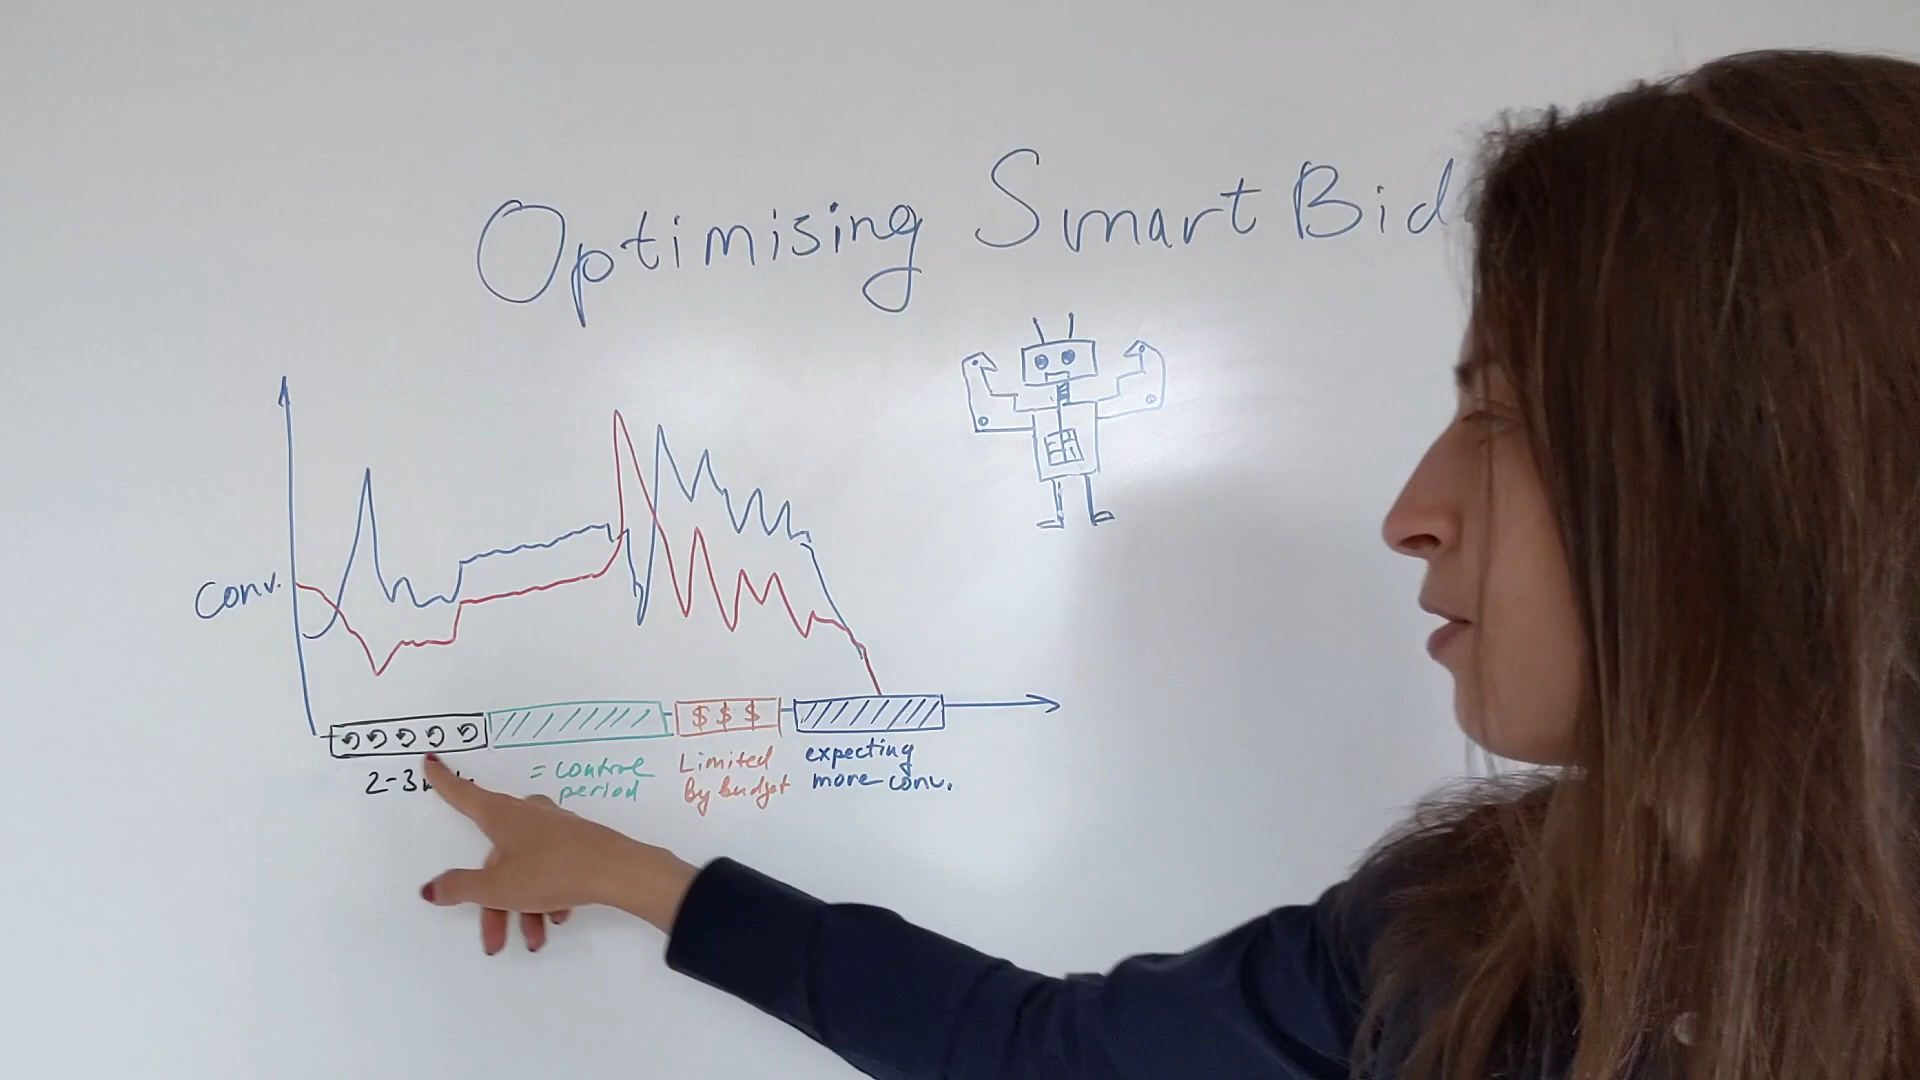 Optimising Smart Bid
Conv.
$ $ $
2-3
= control
period
Limited
By budget
expecting
more conv.